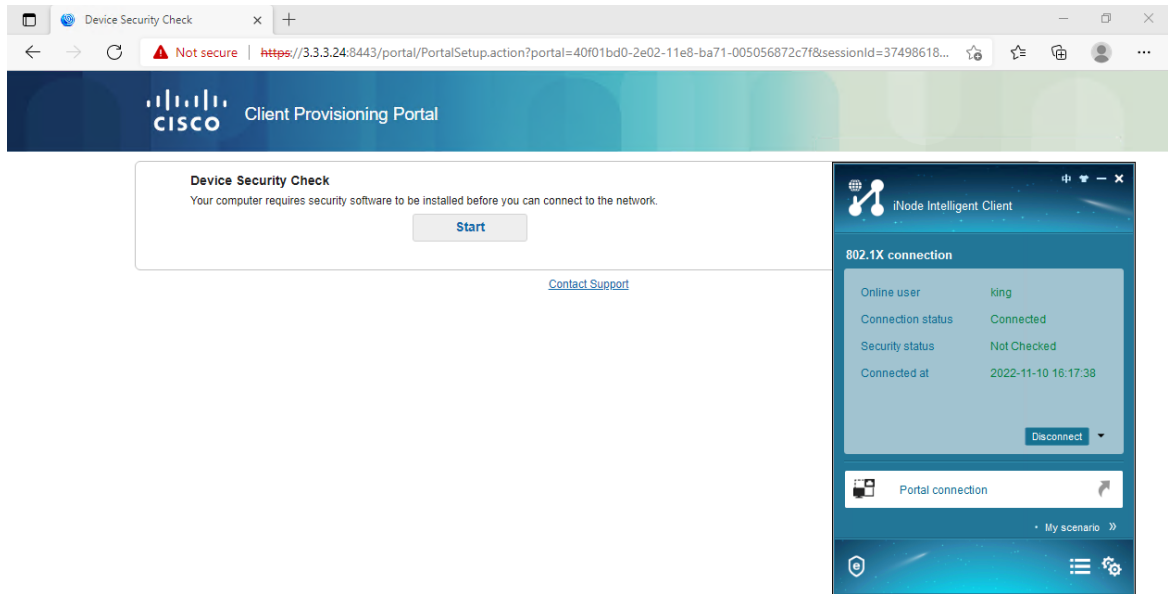 Device Security Check
Not secure https://3.3.3.24:8443/portal/PortalSetup.action?portal=40f01bd0-2e02-11e8-ba71-005056872c7f&sessionId=37498618...
CISCO
Client Provisioning Portal
Device Security Check
Your computer requires security software to be installed before you can connect to the network.
Start
Contact Support
中
iNode Intelligent Client
802.1X connection
Online user king
Connection status Connected
Security status Not Checked
Connected at 2022-11-10 16:17:38
Disconnect
Portal connection
• My scenario »
e